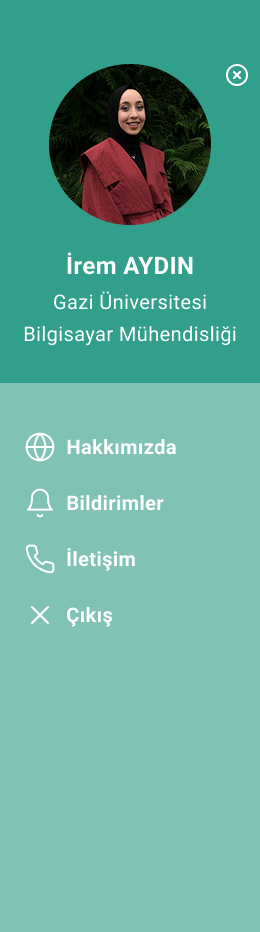 İrem AYDIN
Gazi Üniversitesi
Bilgisayar Mühendisliği
Hakkımızda
Bildirimler
İletişim
Çıkış